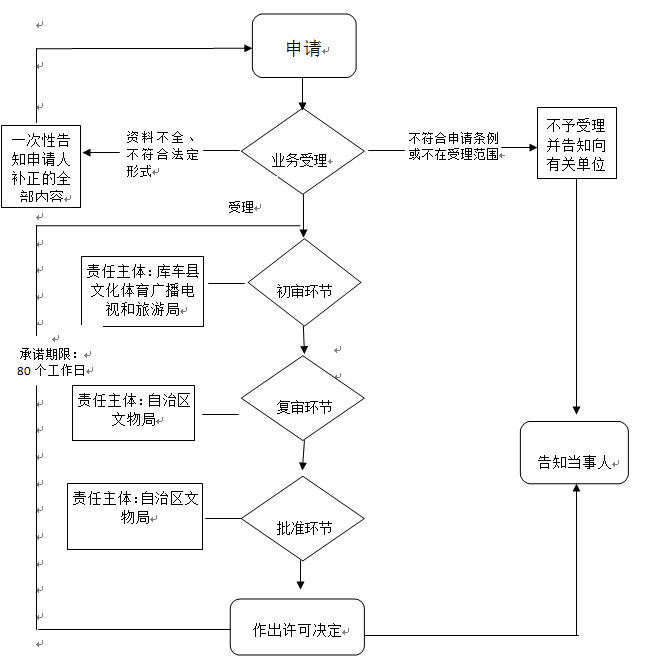 申请
一次性告
知申请人
补正的全
部内容
资料不全、
不符合法定
形式
业务受理
不符合申请条例
或不在受理范围
不予受理
并告知向
有关单位
受理
责任主体：库车县
文化体育广播电
视和旅游局
初审环节
承诺期限：
80个工作日
责任主体：自治区
文物局
复审环节
告知当事人
责任主体：自治区文
物局
批准环节
作出许可决定